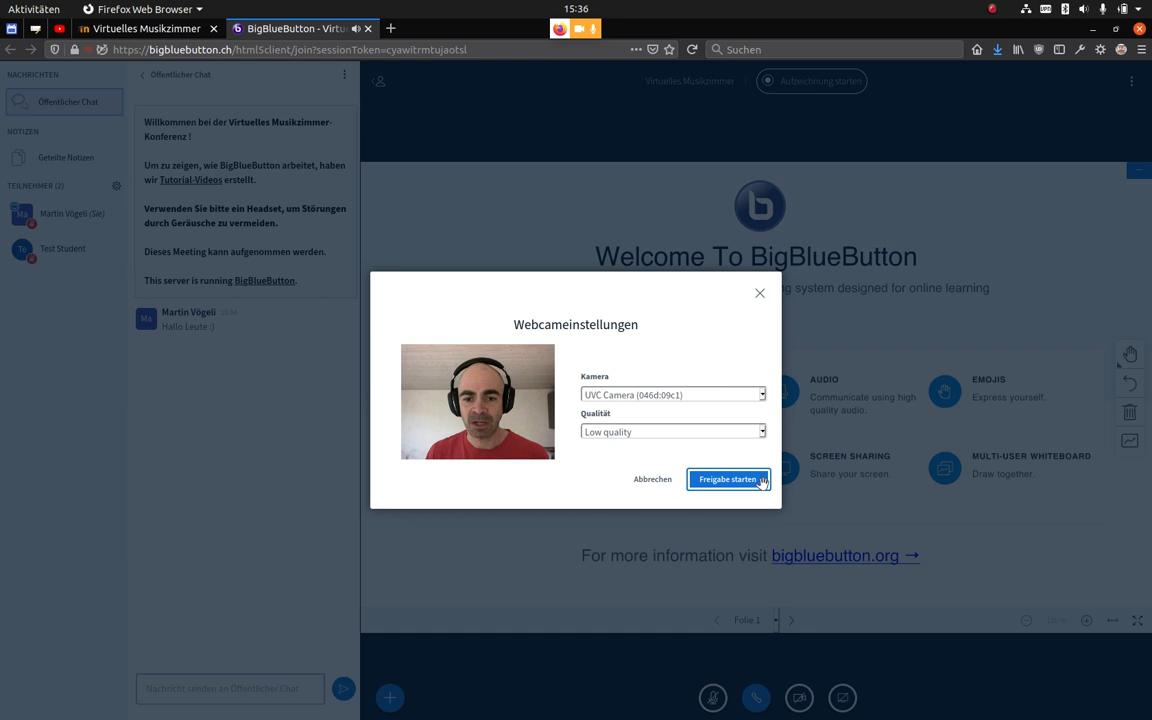 Aktivitäten
Firefox Web Browser
15:36
Virtuelles Musikzimmer
BigBlueButton - Virtu
https://bigbluebutton.ch/html5client/join?sessionToken=cyawitrmtujaotsl
Suchen
NACHRICHTEN
Öffentlicher Chat
NOTIZEN
Geteilte Notizen
TEILNEHMER (2)
Ma
Martin Vögeli (Sie)
Te
Test Student
Öffentlicher Chat
Willkommen bei der Virtuelles Musikzimmer-
Konferenz !
Um zu zeigen, wie BigBlueButton arbeitet, haben
wir Tutorial-Videos erstellt.
Verwenden Sie bitte ein Headset, um Störungen
durch Geräusche zu vermeiden.
Dieses Meeting kann aufgenommen werden.
This server is running BigBlueButton.
Ma
Martin Vögeli
Hallo Leute :)
Nachricht senden an Öffentlicher Chat
Virtuelles Musikzimmer
Aufzeichnung starten
Welcome To BigBlueButton
g system designed for online learning
Webcameinstellungen
Kamera
UVC Camera (046d:09c1)
Qualität
Low quality
Abbrechen
Freigabe starten
AUDIO
Communicate using high
quality audio.
EMOJIS
Express yourself.
SCREEN SHARING
Share your screen.
MULTI-USER WHITEBOARD
Draw together.
For more information visit bigbluebutton.org →
Folie 1